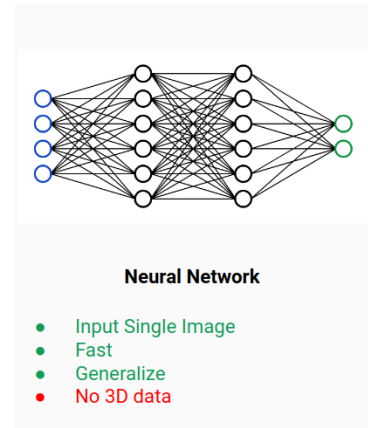 Neural Network
● Input Single Image
● Fast
● Generalize
● No 3D data